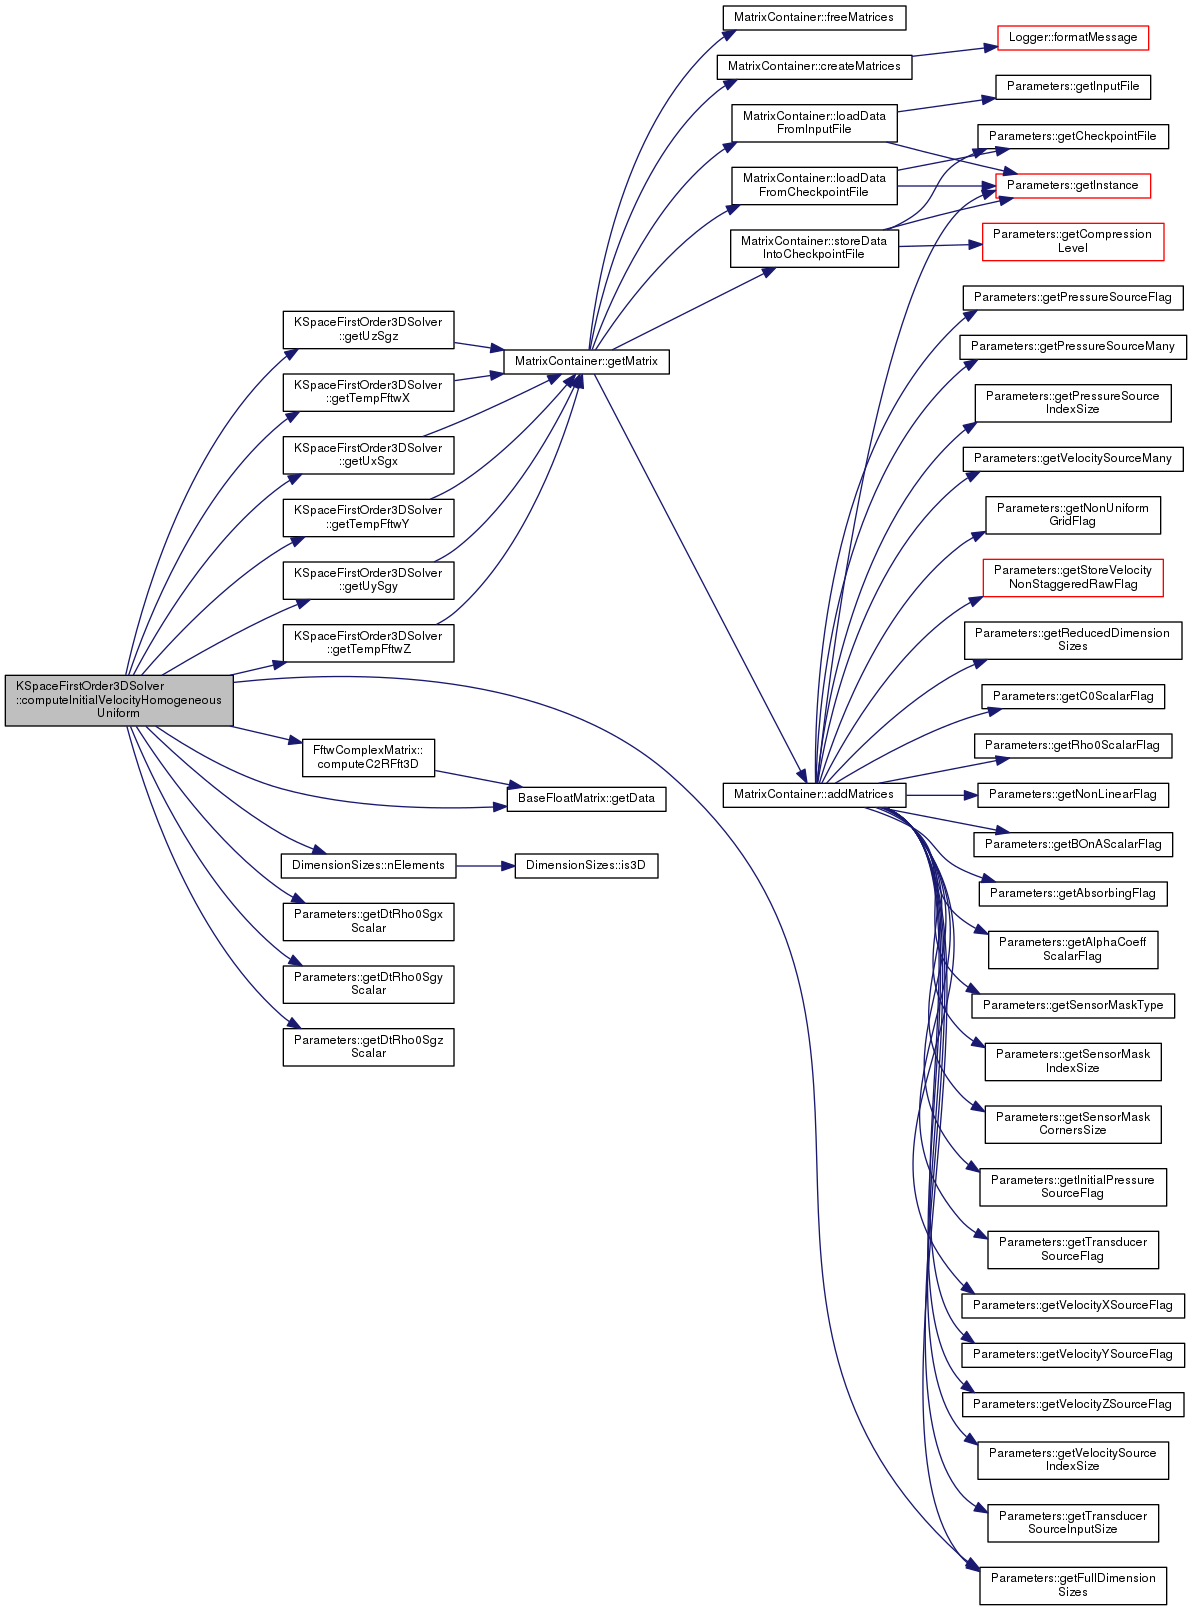 MatrixContainer::freeMatrices
MatrixContainer::createMatrices
Logger::formatMessage
MatrixContainer::loadData
FromInputFile
Parameters::getInputFile
MatrixContainer::loadData
FromCheckpointFile
Parameters::getCheckpointFile
Parameters::getInstance
MatrixContainer::storeData
IntoCheckpointFile
Parameters::getCompression
Level
Parameters::getPressureSourceFlag
Parameters::getPressureSourceMany
Parameters::getPressureSource
IndexSize
Parameters::getVelocitySourceMany
Parameters::getNonUniform
GridFlag
Parameters::getStoreVelocity
NonStaggeredRawFlag
Parameters::getReducedDimension
Sizes
Parameters::getC0ScalarFlag
Parameters::getRho0ScalarFlag
Parameters::getNonLinearFlag
Parameters::getBOnAScalarFlag
Parameters::getAbsorbingFlag
Parameters::getAlphaCoeff
ScalarFlag
Parameters::getSensorMaskType
Parameters::getSensorMask
IndexSize
Parameters::getSensorMask
CornersSize
Parameters::getInitialPressure
SourceFlag
Parameters::getTransducer
SourceFlag
Parameters::getVelocityXSourceFlag
Parameters::getVelocityYSourceFlag
Parameters::getVelocityZSourceFlag
Parameters::getVelocitySource
IndexSize
Parameters::getTransducer
SourceInputSize
Parameters::getFullDimension
Sizes
MatrixContainer::getMatrix
MatrixContainer::addMatrices
KSpaceFirstOrder3DSolver
::getUzSgz
KSpaceFirstOrder3DSolver
::getTempFftwX
KSpaceFirstOrder3DSolver
::getUxSgx
KSpaceFirstOrder3DSolver
::getTempFftwY
KSpaceFirstOrder3DSolver
::getUySgy
KSpaceFirstOrder3DSolver
::getTempFftwZ
KSpaceFirstOrder3DSolver
::computeInitialVelocityHomogeneous
Uniform
FftwComplexMatrix::
computeC2RFft3D
BaseFloatMatrix::getData
DimensionSizes::nElements
DimensionSizes::is3D
Parameters::getDtRho0Sgx
Scalar
Parameters::getDtRho0Sgy
Scalar
Parameters::getDtRho0Sgz
Scalar